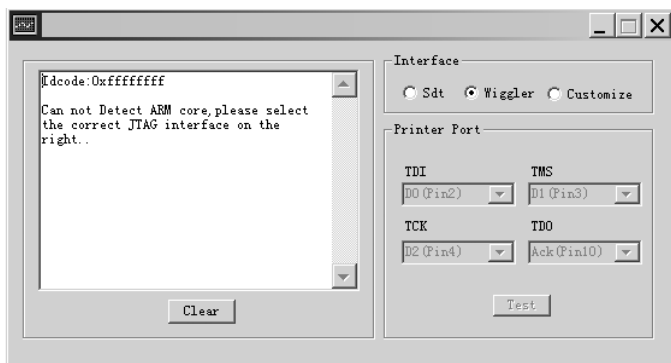 Idcode:0xffffffff
Can not Detect ARM core,please select
the correct JTAG interface on the
right..
Clear
Interface
Sdt
Wiggler
Customize
Printer Port
TDI
TMS
D0(Pin2)
D1(Pin3)
TCK
TDO
D2(Pin4)
Ack(Pin10)
Test